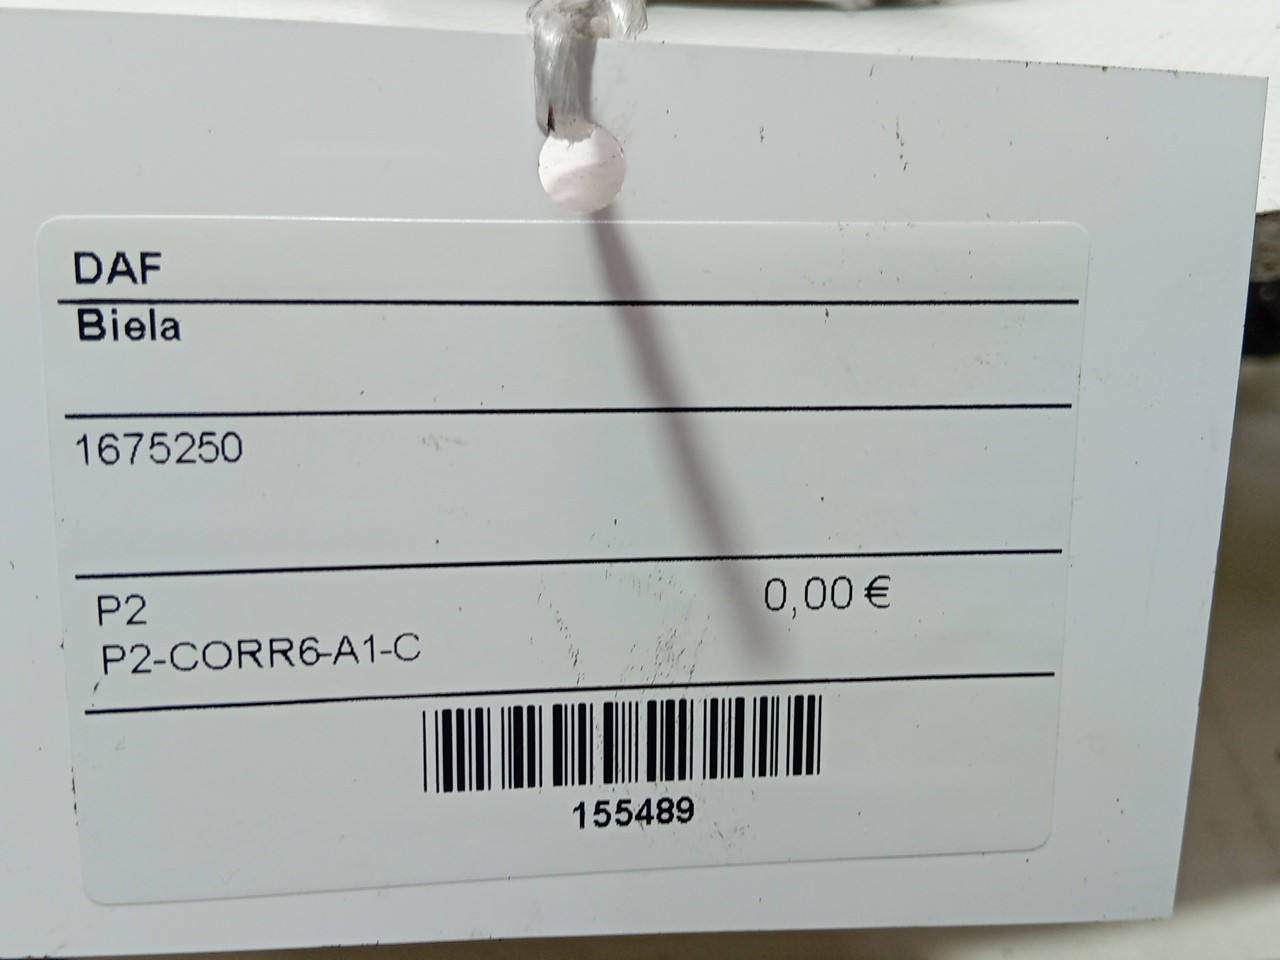 DAF
Biela
1675250
P2
0,00 €
P2-CORR6-A1-C
155489